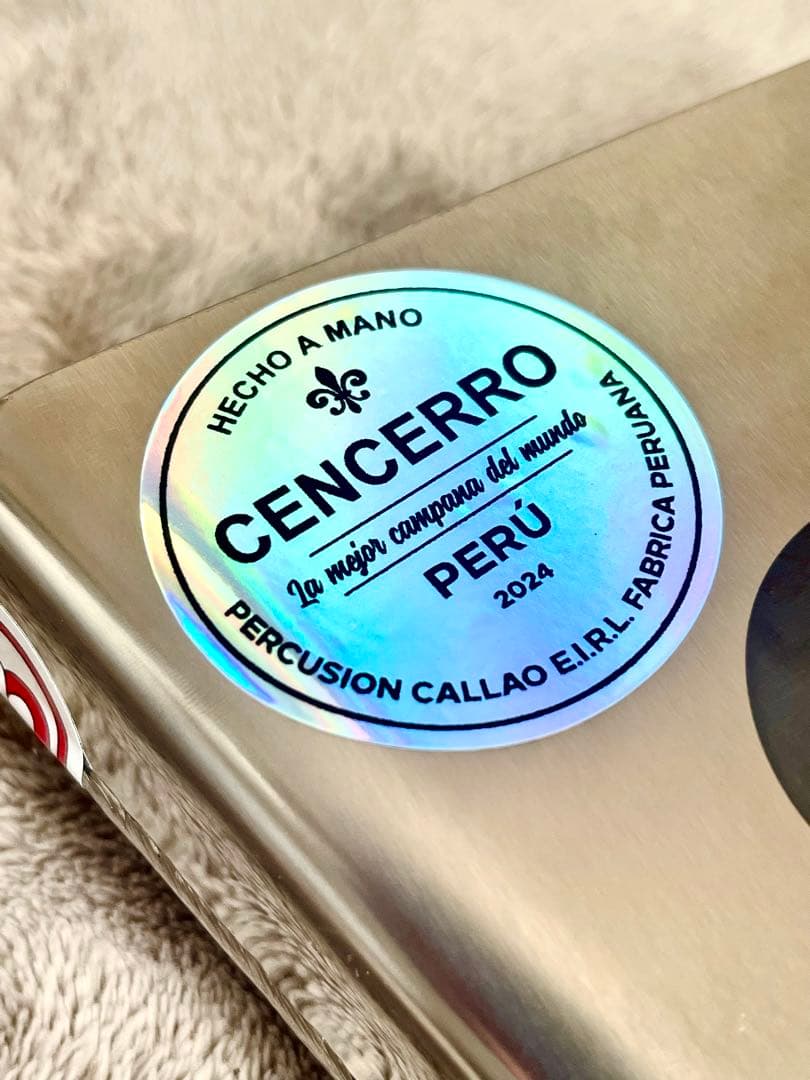 HECHO A MANO
CENCERRO
La mejor campana del mundo
PERÚ
2024
PERCUSION CALLAO E.I.R.L. FABRICA PERUANA